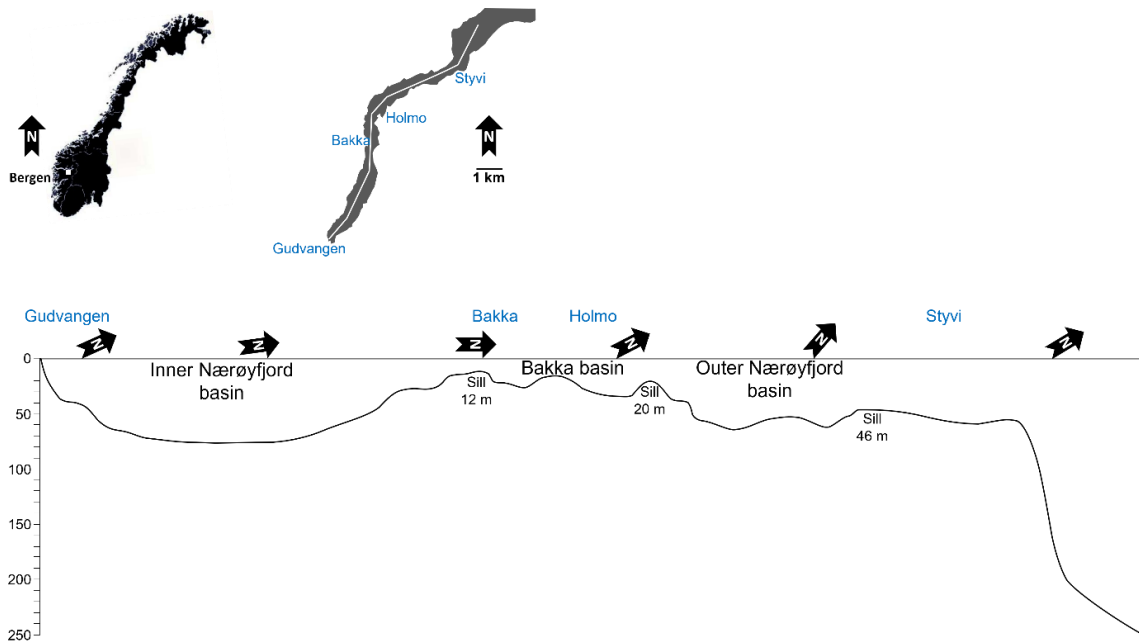 N
Bergen
Styvi
Holmo
Bakka
N
1 km
Gudvangen
Gudvangen
Bakka
Holmo
Styvi
N
N
N
N
N
N
0
Inner Nærøyfjord
basin
Bakka basin
Outer Nærøyfjord
basin
Sill
12 m
Sill
20 m
Sill
46 m
50
100
150
200
250